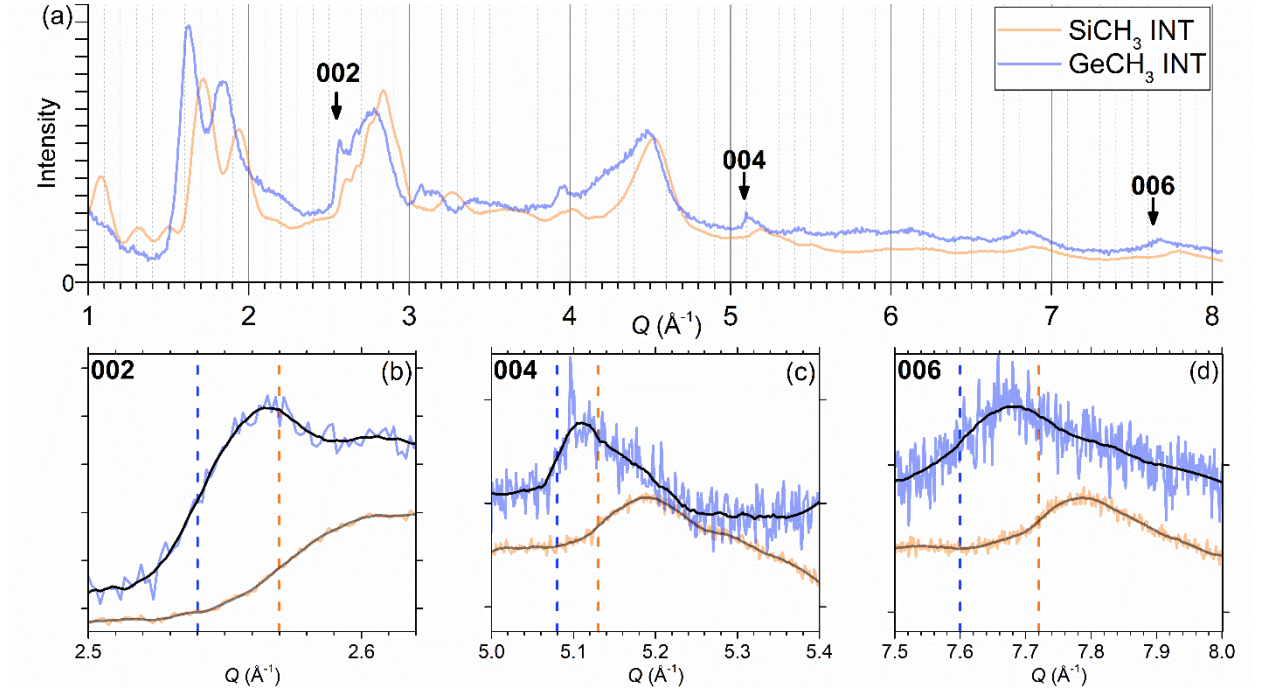 (a)
SiCH₃ INT
GeCH₃ INT
002
004
006
Intensity
0
1 2 3 4 5 6 7 8
Q (Å⁻¹)
002 (b)
2.5 2.6
Q (Å⁻¹)
004 (c)
5.0 5.1 5.2 5.3 5.4
Q (Å⁻¹)
006 (d)
7.5 7.6 7.7 7.8 7.9 8.0
Q (Å⁻¹)